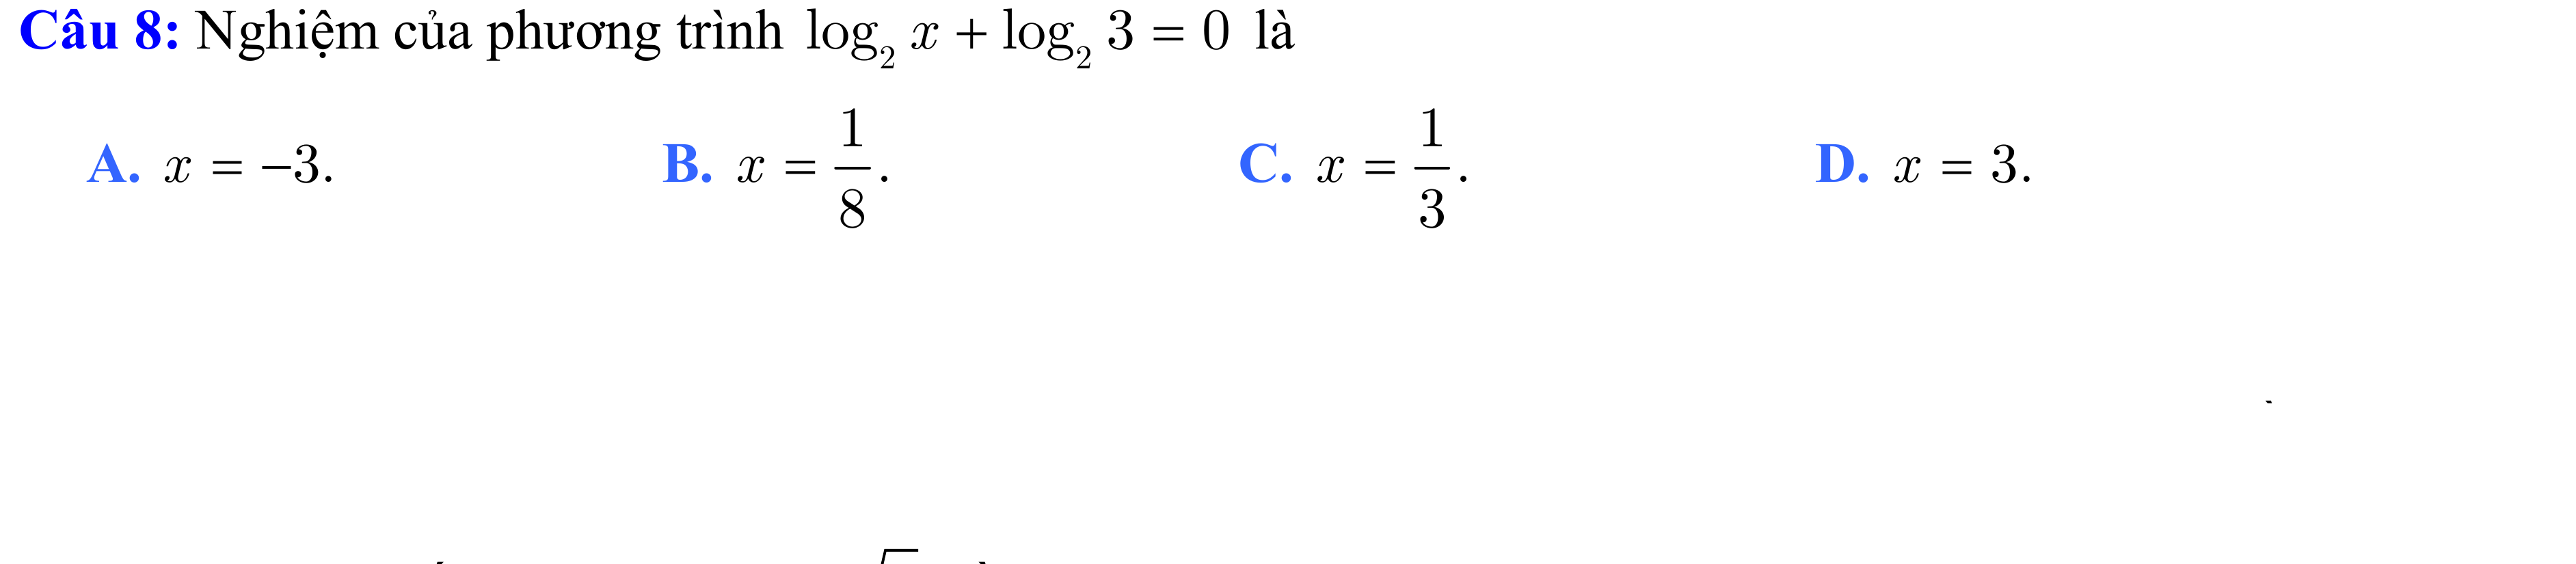 Câu 8: Nghiệm của phương trình log₂ x + log₂ 3 = 0 là
A. x = −3. B. x = 1/8. C. x = 1/3. D. x = 3.